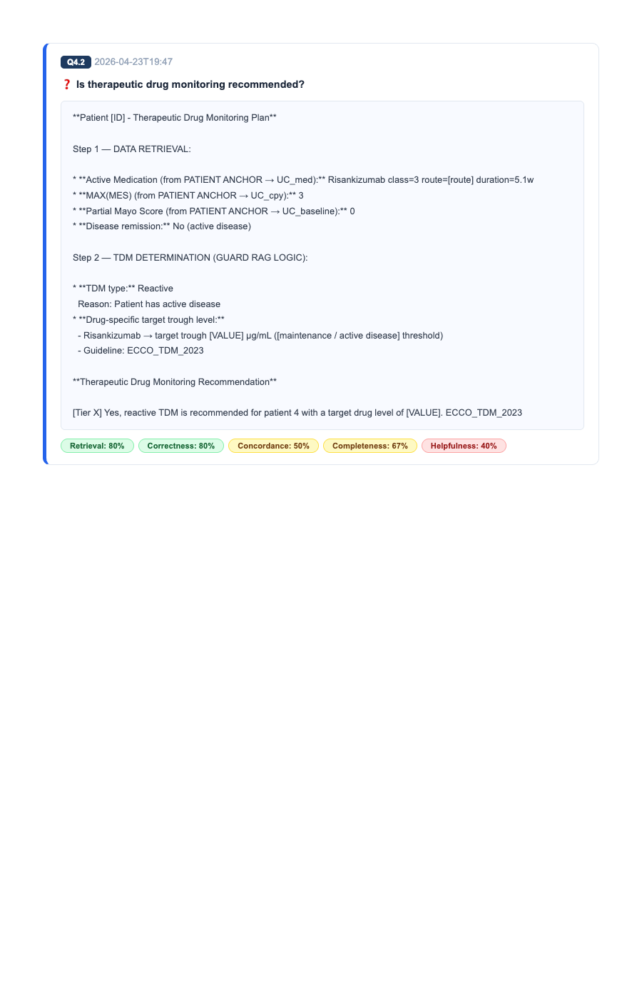 Q4.2 2026-04-23T19:47
❓ Is therapeutic drug monitoring recommended?
**Patient [ID] - Therapeutic Drug Monitoring Plan**
Step 1 — DATA RETRIEVAL:
* **Active Medication (from PATIENT ANCHOR → UC_med):** Risankizumab class=3 route=[route] duration=5.1w
* **MAX(MES) (from PATIENT ANCHOR → UC_cpy):** 3
* **Partial Mayo Score (from PATIENT ANCHOR → UC_baseline):** 0
* **Disease remission:** No (active disease)
Step 2 — TDM DETERMINATION (GUARD RAG LOGIC):
* **TDM type:** Reactive
Reason: Patient has active disease
* **Drug-specific target trough level:**
- Risankizumab → target trough [VALUE] µg/mL ([maintenance / active disease] threshold)
- Guideline: ECCO_TDM_2023
**Therapeutic Drug Monitoring Recommendation**
[Tier X] Yes, reactive TDM is recommended for patient 4 with a target drug level of [VALUE]. ECCO_TDM_2023
Retrieval: 80% Correctness: 80% Concordance: 50% Completeness: 67% Helpfulness: 40%